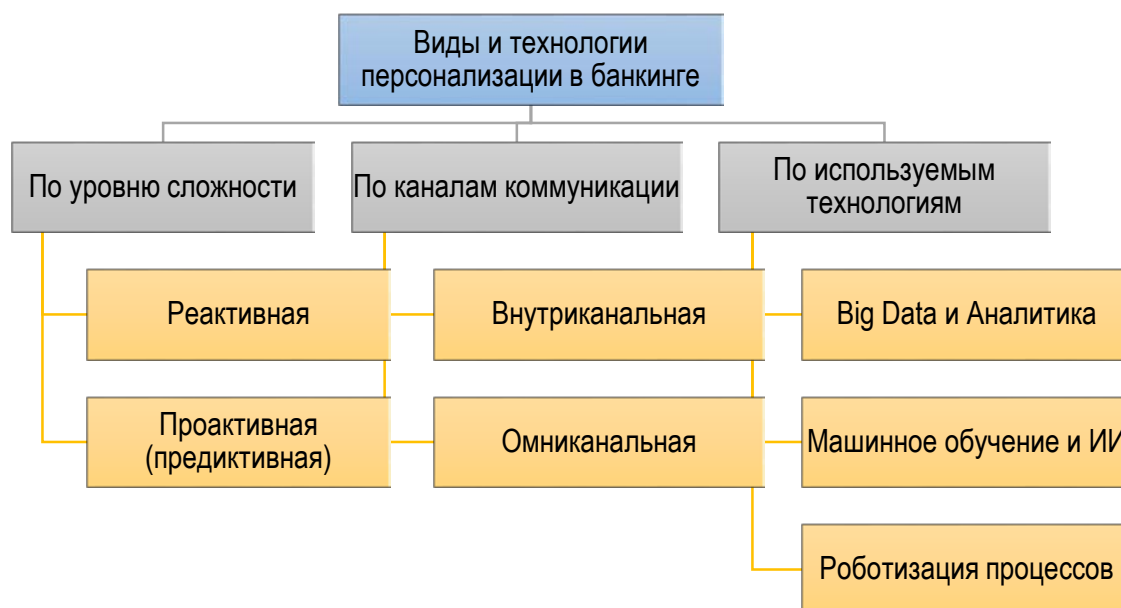 Виды и технологии
персонализации в банкинге
По уровню сложности
По каналам коммуникации
По используемым
технологиям
Реактивная
Внутриканальная
Big Data и Аналитика
Проактивная
(предиктивная)
Омниканальная
Машинное обучение и ИИ
Роботизация процессов